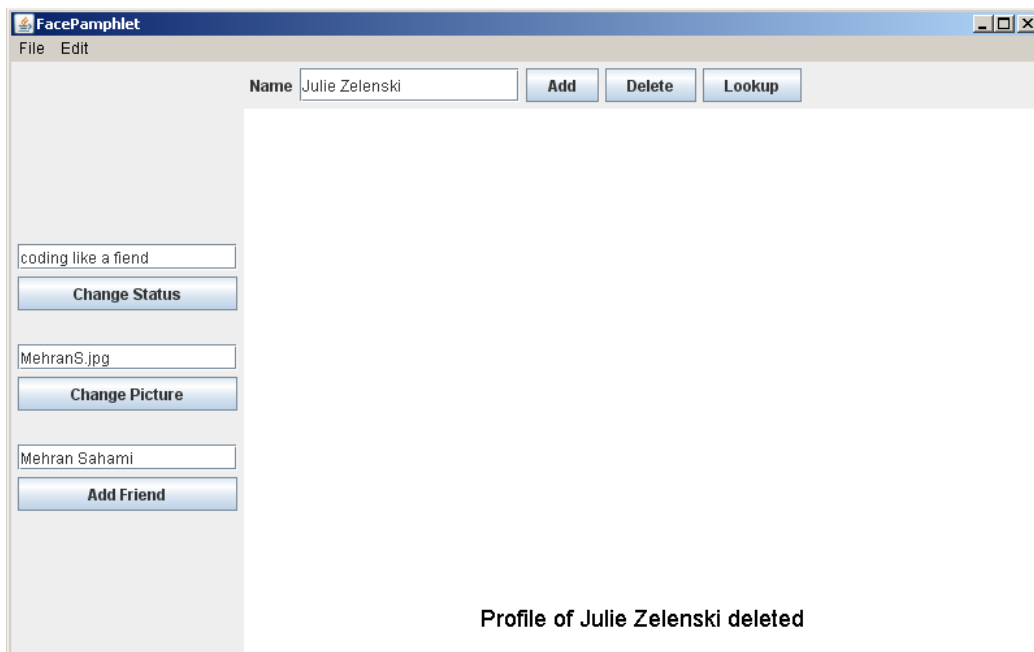 FacePamphlet
File Edit
Name Julie Zelenski Add Delete Lookup
coding like a fiend
Change Status
MehranS.jpg
Change Picture
Mehran Sahami
Add Friend
Profile of Julie Zelenski deleted